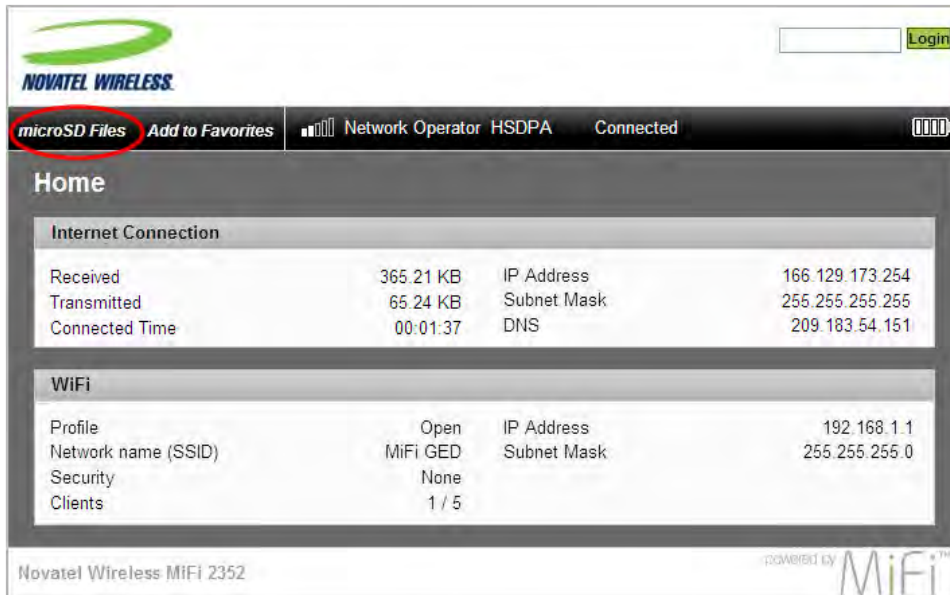 NOVATEL WIRELESS.
Login
microSD Files Add to Favorites Network Operator HSDPA Connected
Home
Internet Connection
Received 365.21 KB IP Address 166.129.173.254
Transmitted 65.24 KB Subnet Mask 255.255.255.255
Connected Time 00:01:37 DNS 209.183.54.151
WiFi
Profile Open IP Address 192.168.1.1
Network name (SSID) MiFi GED Subnet Mask 255.255.255.0
Security None
Clients 1 / 5
Novatel Wireless MiFi 2352 powered by MiFi™